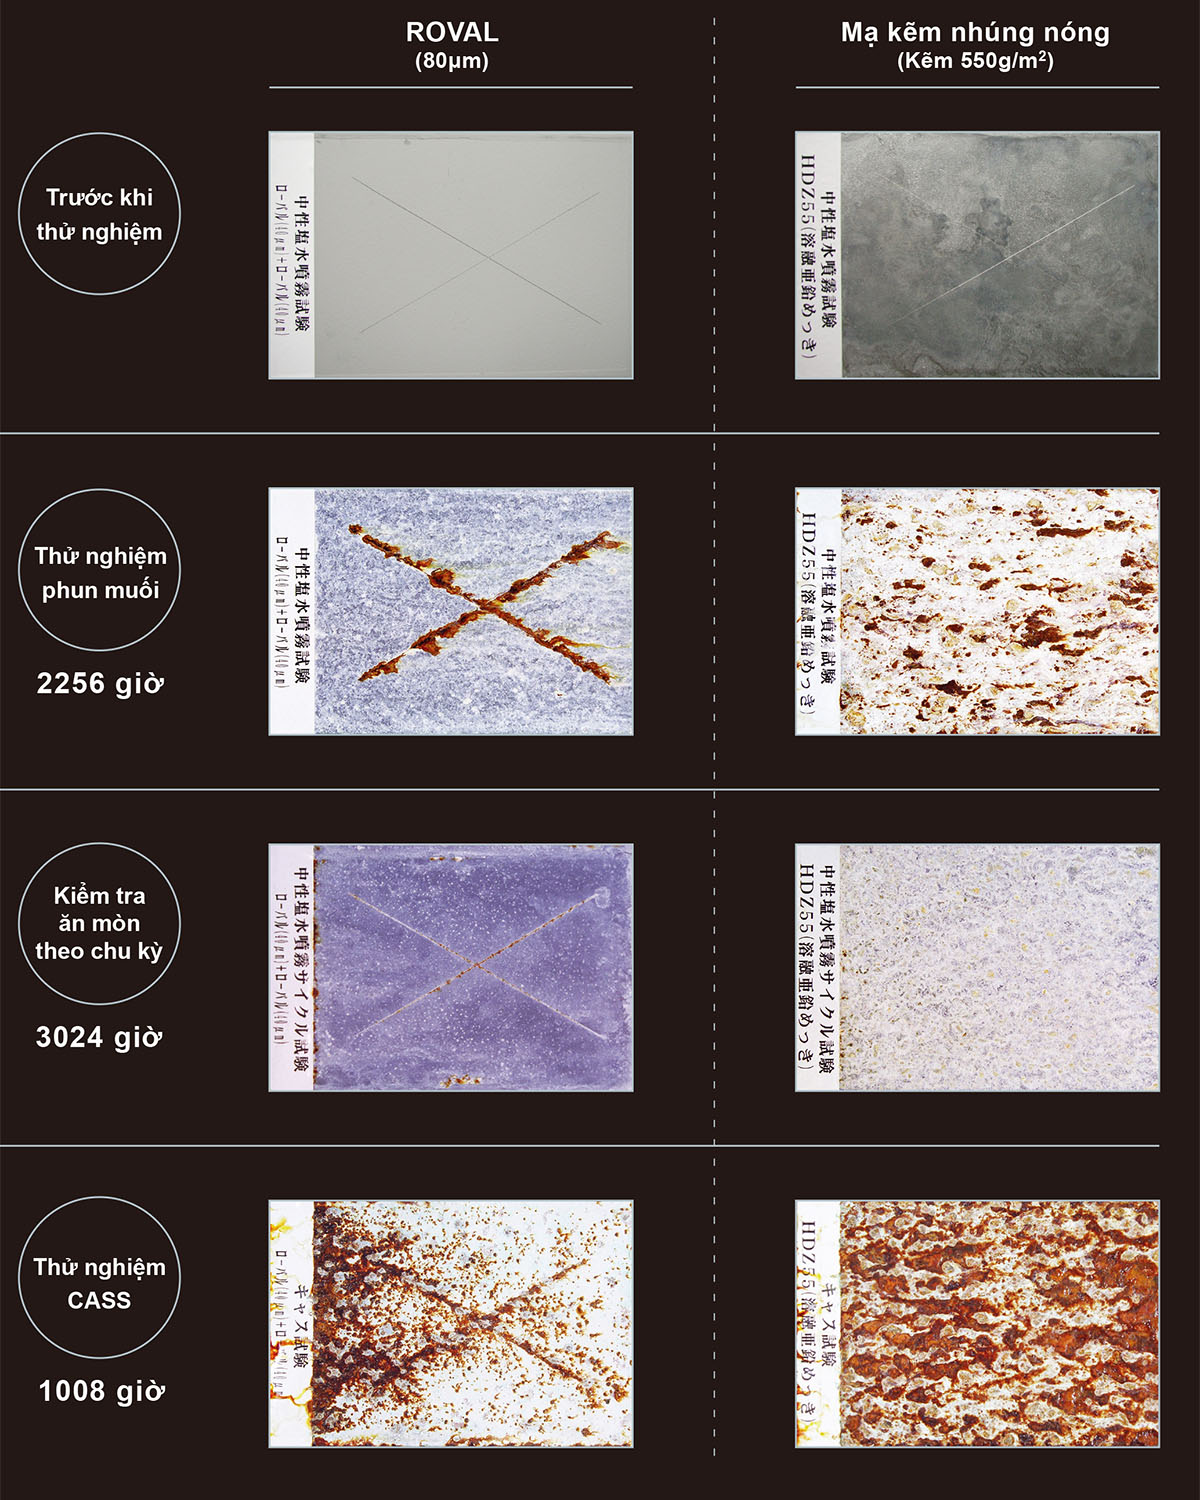 ROVAL
(80μm)
Mạ kẽm nhúng nóng
(Kẽm 550g/m²)
Trước khi
thử nghiệm
中性塩水噴霧試験
ローバル(40μm)+ローバル(40μm)
中性塩水噴霧試験
HDZ55(溶融亜鉛めっき)
Thử nghiệm
phun muối
2256 giờ
中性塩水噴霧試験
ローバル(40μm)+ローバル(40μm)
中性塩水噴霧試験
HDZ55(溶融亜鉛めっき)
Kiểm tra
ăn mòn
theo chu kỳ
3024 giờ
中性塩水噴霧サイクル試験
ローバル(40μm)+ローバル(40μm)
中性塩水噴霧サイクル試験
HDZ55(溶融亜鉛めっき)
Thử nghiệm
CASS
1008 giờ
キャス試験
ローバル(40μm)+ロ
キャス試験
HDZ55(溶融亜鉛めっき)